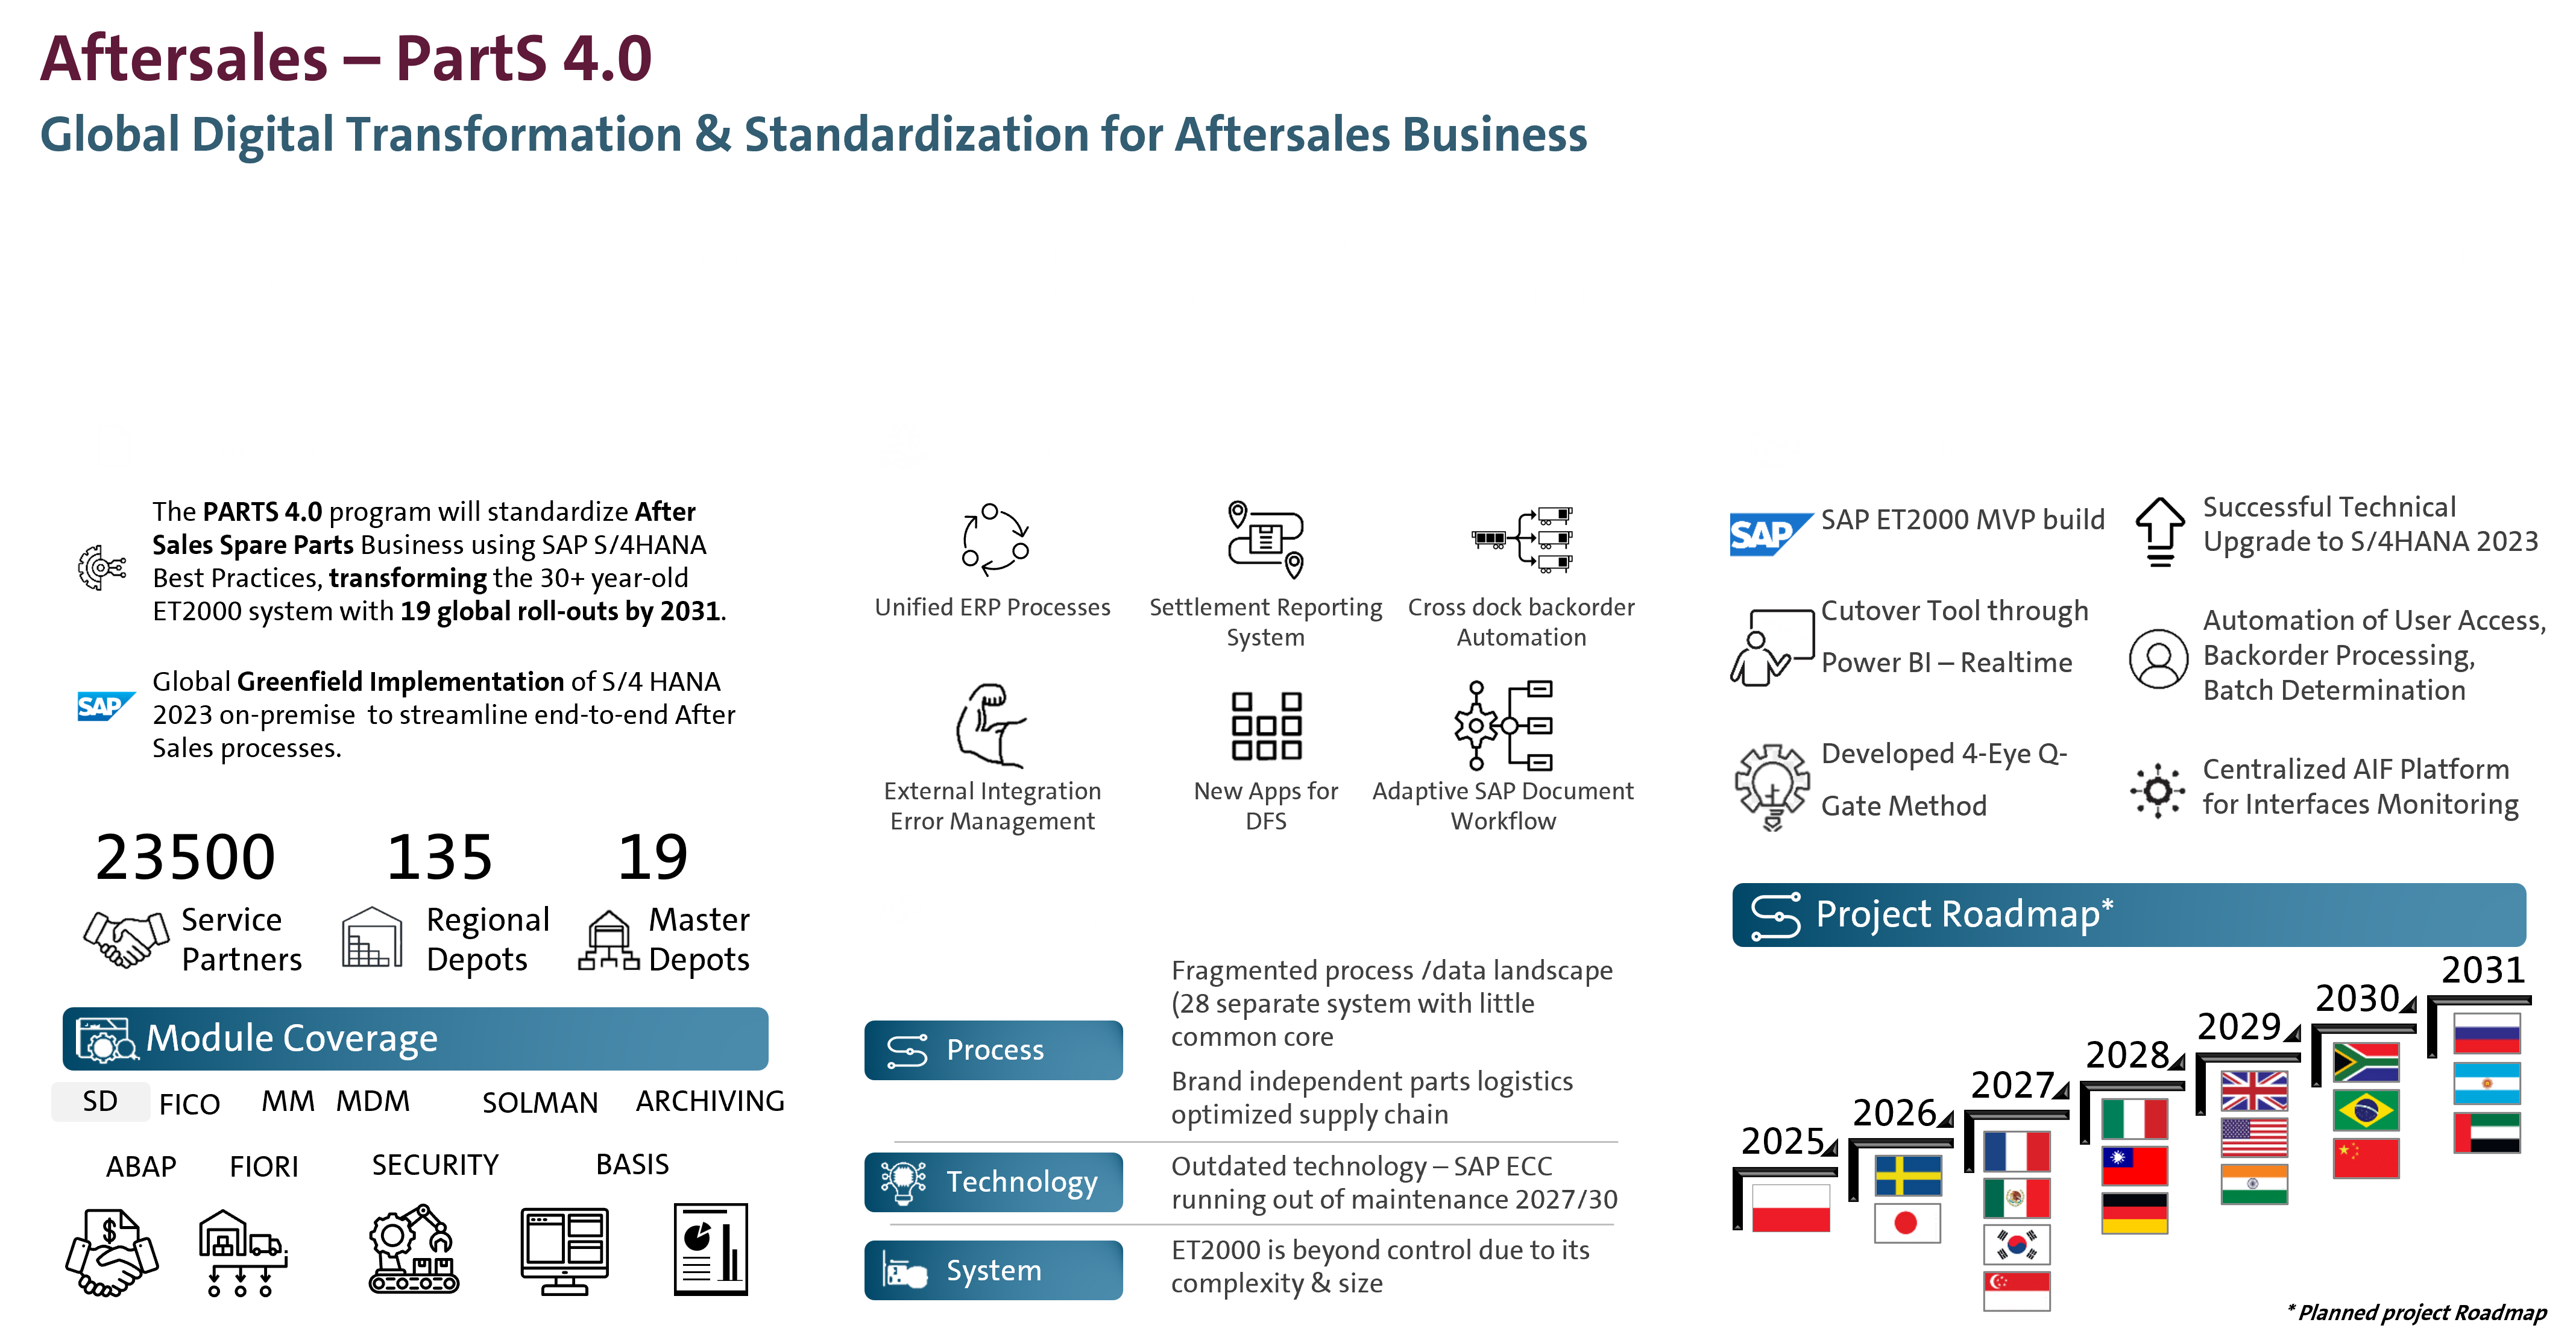 Aftersales – PartS 4.0
Global Digital Transformation & Standardization for Aftersales Business
The PARTS 4.0 program will standardize After
Sales Spare Parts Business using SAP S/4HANA
Best Practices, transforming the 30+ year-old
ET2000 system with 19 global roll-outs by 2031.
SAP
Global Greenfield Implementation of S/4 HANA
2023 on-premise to streamline end-to-end After
Sales processes.
23500
Service
Partners
135
Regional
Depots
19
Master
Depots
Module Coverage
SD FICO MM MDM SOLMAN ARCHIVING
ABAP FIORI SECURITY BASIS
$
Unified ERP Processes
Settlement Reporting
System
Cross dock backorder
Automation
External Integration
Error Management
New Apps for
DFS
Adaptive SAP Document
Workflow
Process
Fragmented process /data landscape
(28 separate system with little
common core
Brand independent parts logistics
optimized supply chain
Technology
Outdated technology – SAP ECC
running out of maintenance 2027/30
System
ET2000 is beyond control due to its
complexity & size
SAP
SAP ET2000 MVP build
Successful Technical
Upgrade to S/4HANA 2023
Cutover Tool through
Power BI – Realtime
Automation of User Access,
Backorder Processing,
Batch Determination
Developed 4-Eye Q-
Gate Method
Centralized AIF Platform
for Interfaces Monitoring
Project Roadmap*
2025
2026
2027
2028
2029
2030
2031
* Planned project Roadmap